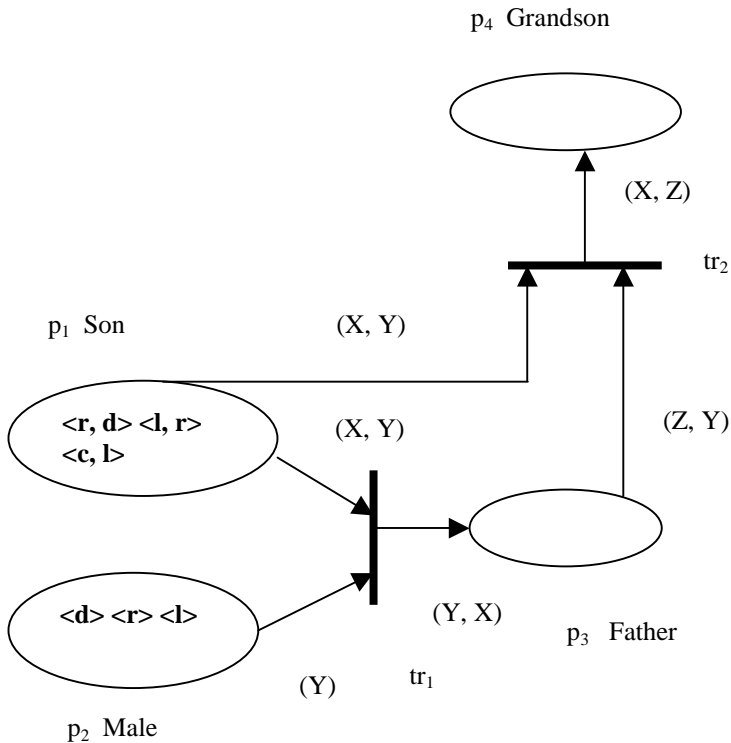 p₄ Grandson
(X, Z)
tr₂
p₁ Son
(X, Y)
<r, d> <l, r>
<c, l>
(X, Y)
(Z, Y)
<d> <r> <l>
(Y, X)
p₃ Father
(Y)
tr₁
p₂ Male